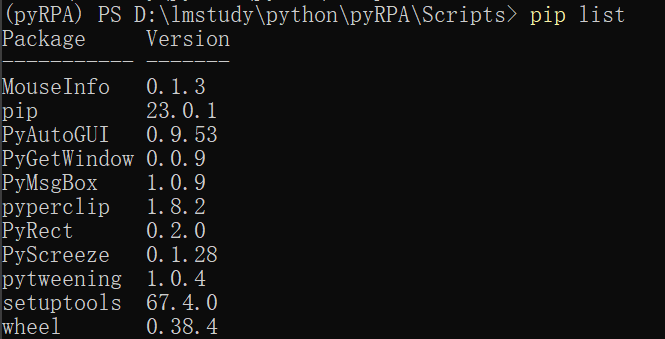 (pyRPA) PS D:\lmstudy\python\pyRPA\Scripts> pip list
Package     Version
----------- -------
MouseInfo   0.1.3
pip         23.0.1
PyAutoGUI   0.9.53
PyGetWindow 0.0.9
PyMsgBox    1.0.9
pyperclip   1.8.2
PyRect      0.2.0
PyScreeze   0.1.28
pytweening  1.0.4
setuptools  67.4.0
wheel       0.38.4